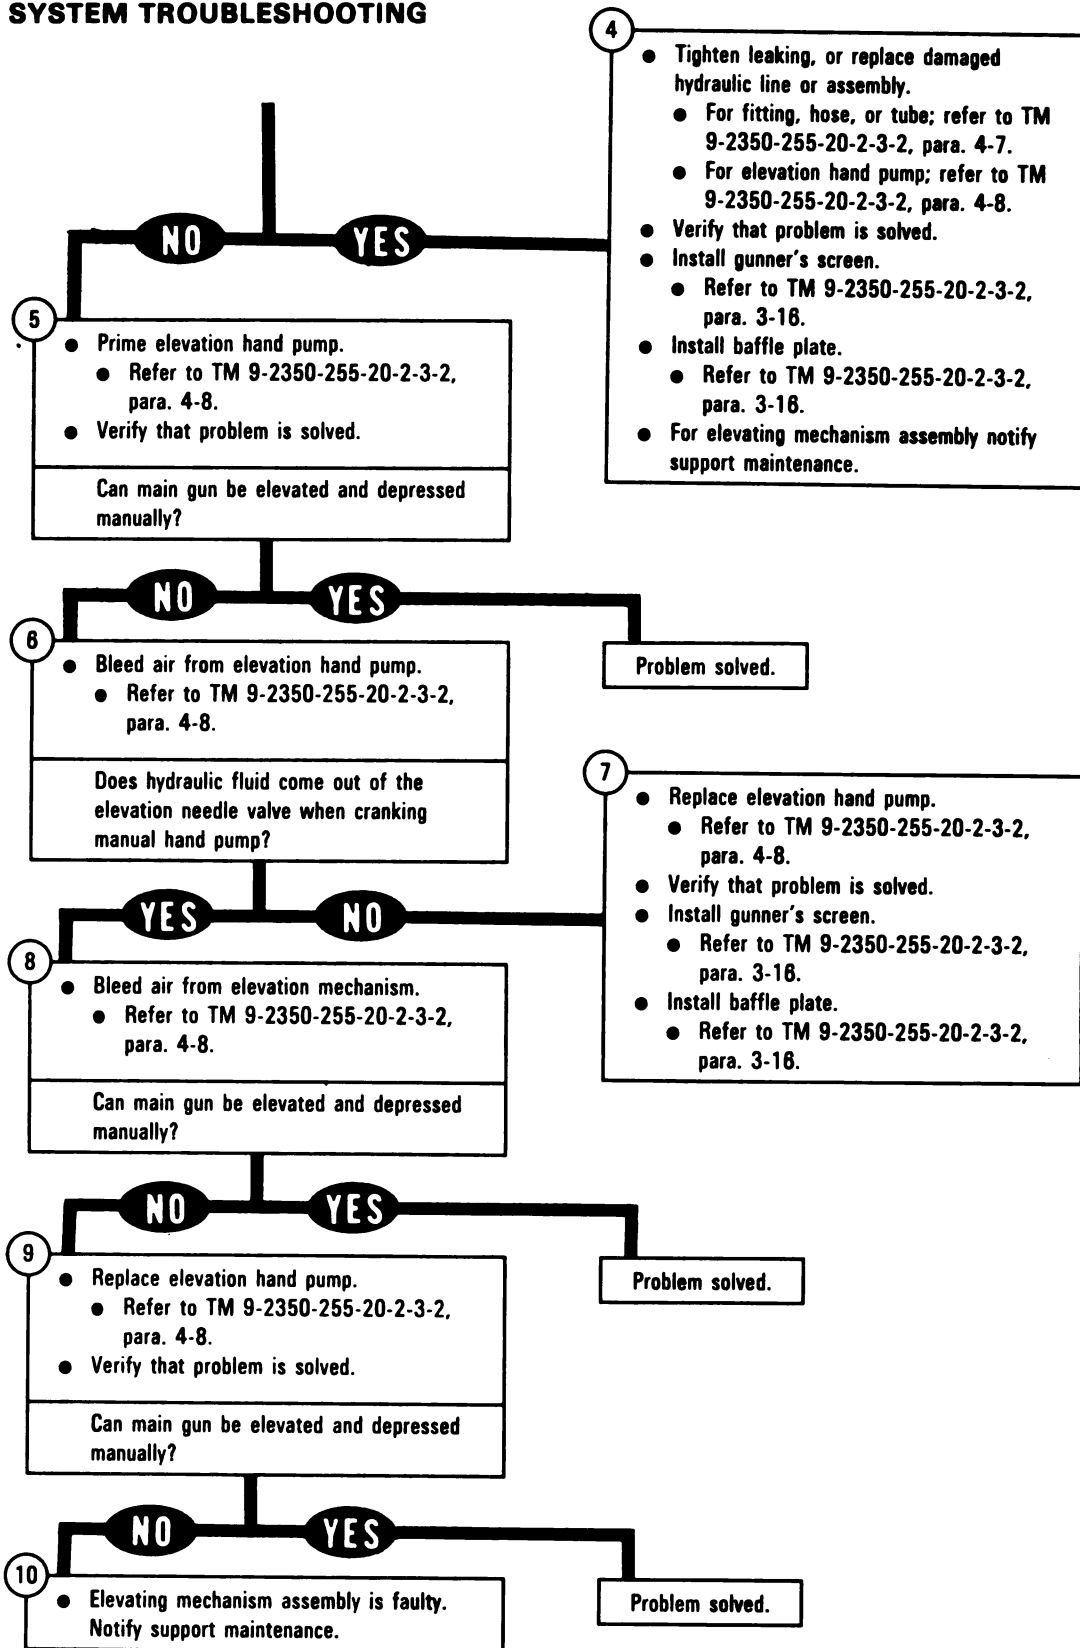 SYSTEM TROUBLESHOOTING
4
● Tighten leaking, or replace damaged
hydraulic line or assembly.
● For fitting, hose, or tube; refer to TM
9-2350-255-20-2-3-2, para. 4-7.
● For elevation hand pump; refer to TM
9-2350-255-20-2-3-2, para. 4-8.
● Verify that problem is solved.
● Install gunner's screen.
● Refer to TM 9-2350-255-20-2-3-2,
para. 3-16.
● Install baffle plate.
● Refer to TM 9-2350-255-20-2-3-2,
para. 3-16.
● For elevating mechanism assembly notify
support maintenance.
NO YES
5
● Prime elevation hand pump.
● Refer to TM 9-2350-255-20-2-3-2,
para. 4-8.
● Verify that problem is solved.
Can main gun be elevated and depressed
manually?
NO YES
Problem solved.
6
● Bleed air from elevation hand pump.
● Refer to TM 9-2350-255-20-2-3-2,
para. 4-8.
Does hydraulic fluid come out of the
elevation needle valve when cranking
manual hand pump?
YES NO
7
● Replace elevation hand pump.
● Refer to TM 9-2350-255-20-2-3-2,
para. 4-8.
● Verify that problem is solved.
● Install gunner's screen.
● Refer to TM 9-2350-255-20-2-3-2,
para. 3-16.
● Install baffle plate.
● Refer to TM 9-2350-255-20-2-3-2,
para. 3-16.
8
● Bleed air from elevation mechanism.
● Refer to TM 9-2350-255-20-2-3-2,
para. 4-8.
Can main gun be elevated and depressed
manually?
NO YES
Problem solved.
9
● Replace elevation hand pump.
● Refer to TM 9-2350-255-20-2-3-2,
para. 4-8.
● Verify that problem is solved.
Can main gun be elevated and depressed
manually?
NO YES
Problem solved.
10
● Elevating mechanism assembly is faulty.
Notify support maintenance.